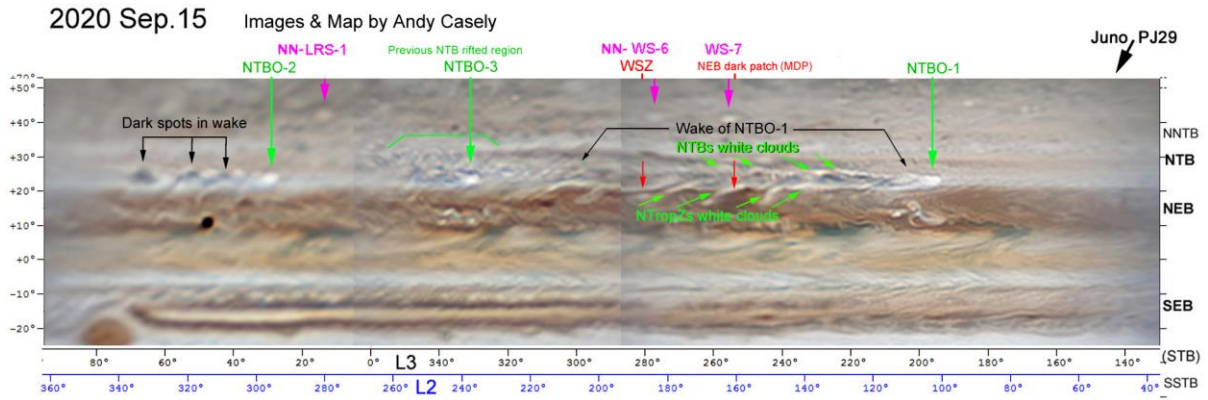 2020 Sep.15
Images & Map by Andy Casely
Juno PJ29
NN-LRS-1
Previous NTB rifted region
NN- WS-6
WS-7
NTBO-2
NTBO-3
WSZ
NEB dark patch (MDP)
NTBO-1
+70°
+50°
Dark spots in wake
+40°
Wake of NTBO-1
NNTB
NTBs white clouds
+30°
NTB
+20°
NTropZs white clouds
NEB
+10°
+0°
-10°
SEB
-20°
80° 60° 40° 20° 0° L3 340° 320° 300° 280° 260° 240° 220° 200° 180° 160° 140° (STB)
360° 340° 320° 300° 280° 260° L2 240° 220° 200° 180° 160° 140° 120° 100° 80° 60° 40° SSTB